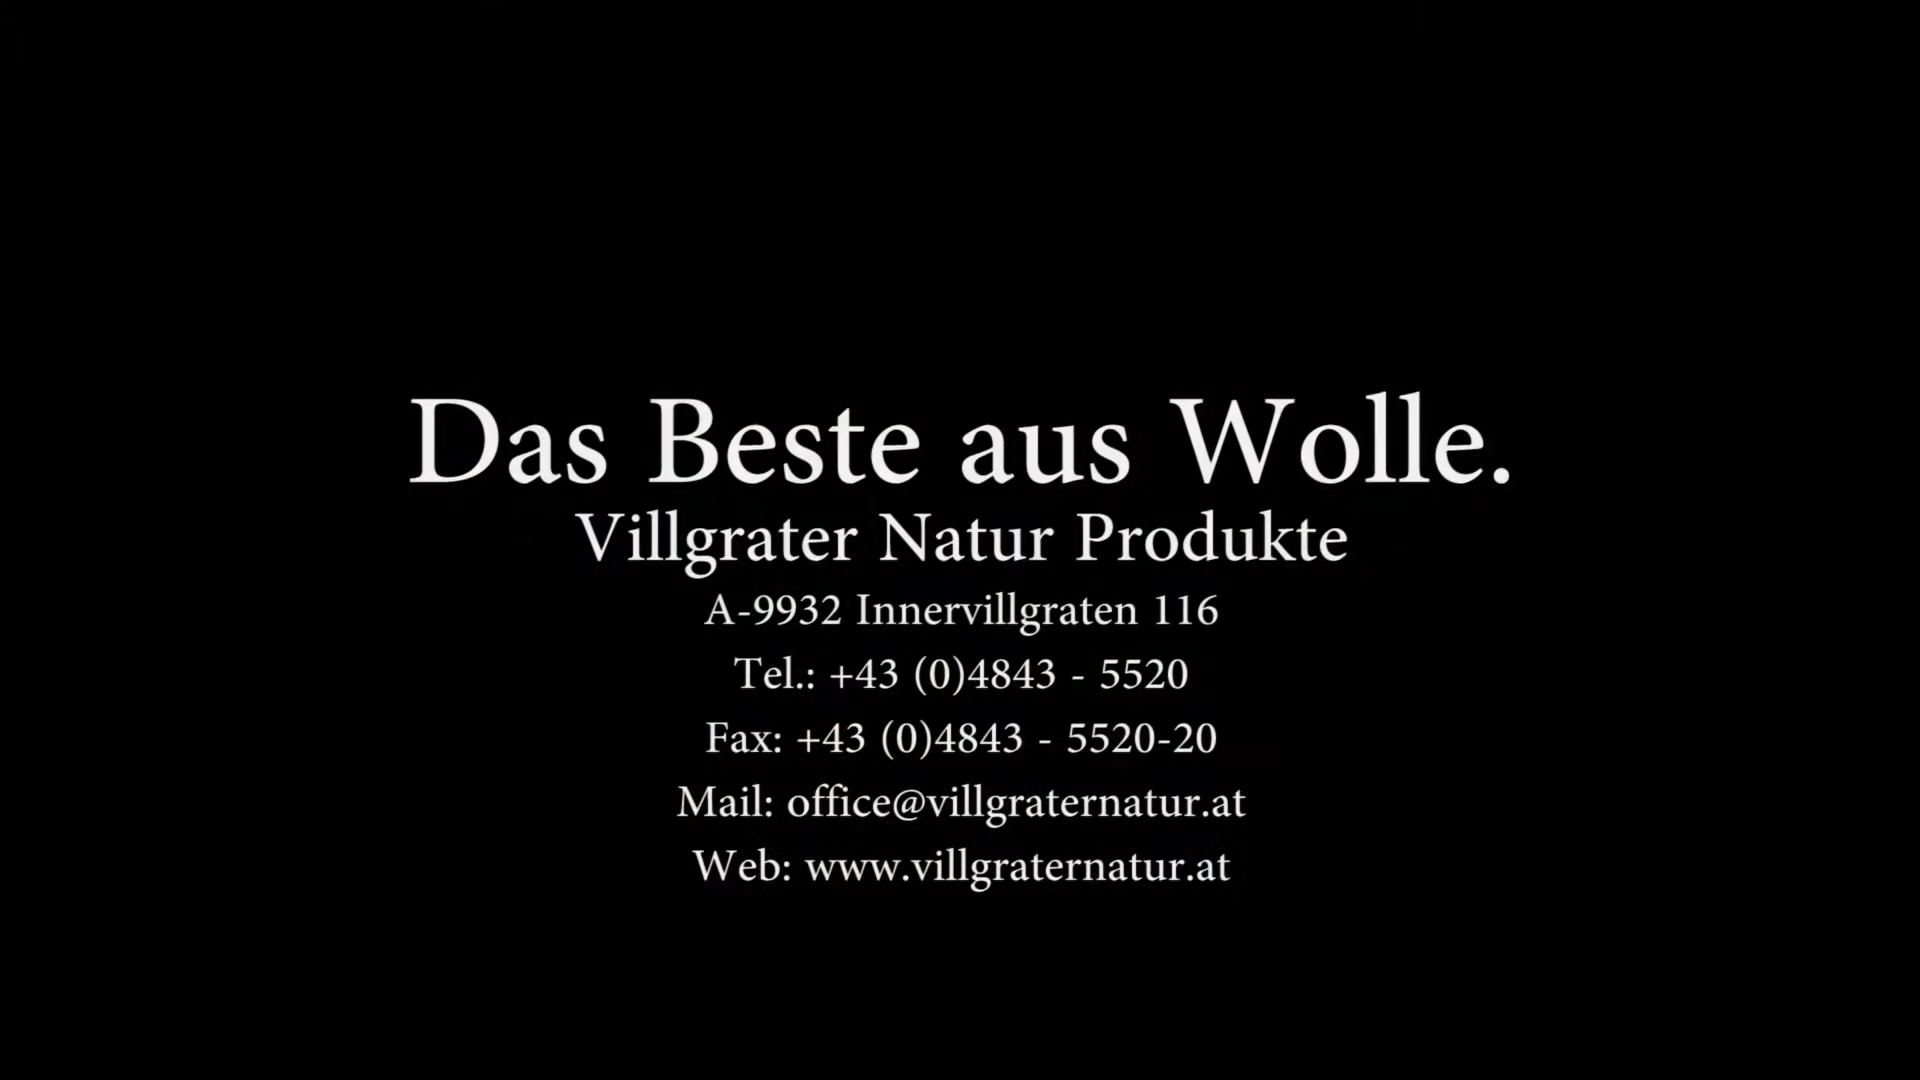 Das Beste aus Wolle.
Villgrater Natur Produkte
A-9932 Innervillgraten 116
Tel.: +43 (0)4843 - 5520
Fax: +43 (0)4843 - 5520-20
Mail: office@villgraternatur.at
Web: www.villgraternatur.at